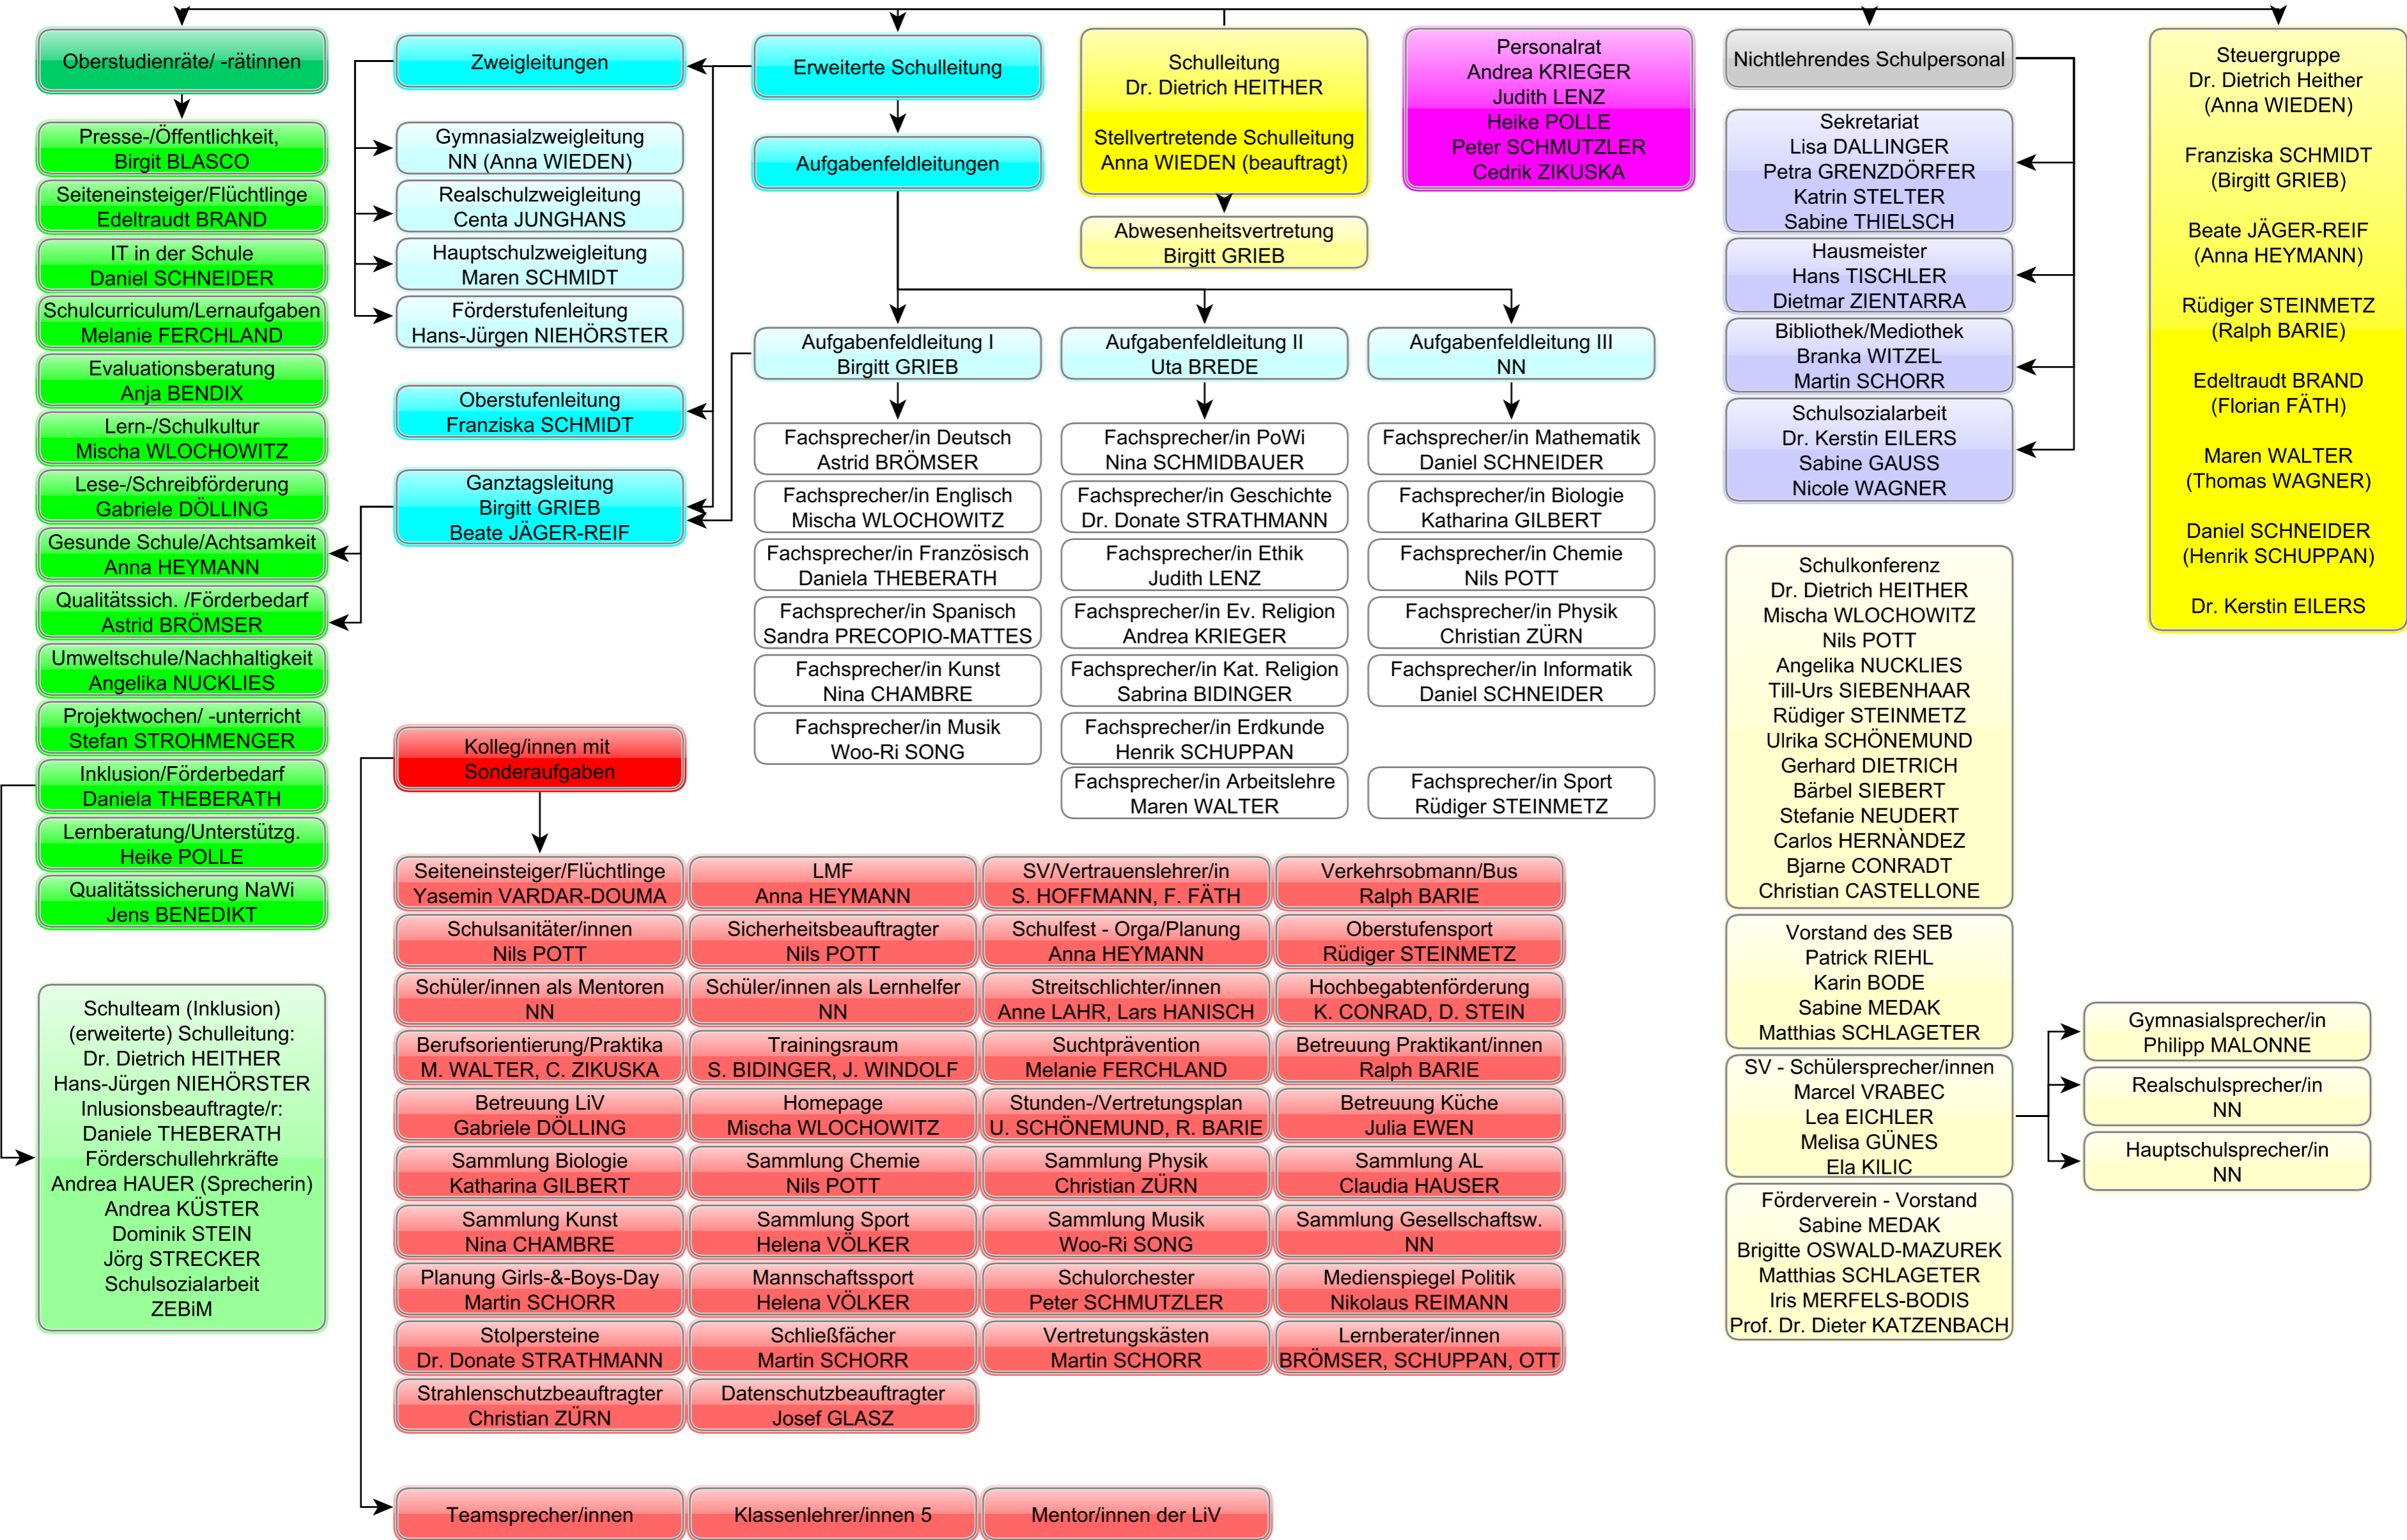 Oberstudienräte/ -rätinnen
Presse-/Öffentlichkeit,
Birgit BLASCO
Seiteneinsteiger/Flüchtlinge
Edeltraudt BRAND
IT in der Schule
Daniel SCHNEIDER
Schulcurriculum/Lernaufgaben
Melanie FERCHLAND
Evaluationsberatung
Anja BENDIX
Lern-/Schulkultur
Mischa WLOCHOWITZ
Lese-/Schreibförderung
Gabriele DÖLLING
Gesunde Schule/Achtsamkeit
Anna HEYMANN
Qualitätssich. /Förderbedarf
Astrid BRÖMSER
Umweltschule/Nachhaltigkeit
Angelika NUCKLIES
Projektwochen/ -unterricht
Stefan STROHMENGER
Inklusion/Förderbedarf
Daniela THEBERATH
Lernberatung/Unterstützg.
Heike POLLE
Qualitätssicherung NaWi
Jens BENEDIKT
Schulteam (Inklusion)
(erweiterte) Schulleitung:
Dr. Dietrich HEITHER
Hans-Jürgen NIEHÖRSTER
Inlusionsbeauftragte/r:
Daniele THEBERATH
Förderschullehrkräfte
Andrea HAUER (Sprecherin)
Andrea KÜSTER
Dominik STEIN
Jörg STRECKER
Schulsozialarbeit
ZEBiM
Zweigleitungen
Gymnasialzweigleitung
NN (Anna WIEDEN)
Realschulzweigleitung
Centa JUNGHANS
Hauptschulzweigleitung
Maren SCHMIDT
Förderstufenleitung
Hans-Jürgen NIEHÖRSTER
Oberstufenleitung
Franziska SCHMIDT
Ganztagsleitung
Birgitt GRIEB
Beate JÄGER-REIF
Erweiterte Schulleitung
Aufgabenfeldleitungen
Schulleitung
Dr. Dietrich HEITHER
Stellvertretende Schulleitung
Anna WIEDEN (beauftragt)
Abwesenheitsvertretung
Birgitt GRIEB
Personalrat
Andrea KRIEGER
Judith LENZ
Heike POLLE
Peter SCHMUTZLER
Cedrik ZIKUSKA
Aufgabenfeldleitung I
Birgitt GRIEB
Fachsprecher/in Deutsch
Astrid BRÖMSER
Fachsprecher/in Englisch
Mischa WLOCHOWITZ
Fachsprecher/in Französisch
Daniela THEBERATH
Fachsprecher/in Spanisch
Sandra PRECOPIO-MATTES
Fachsprecher/in Kunst
Nina CHAMBRE
Fachsprecher/in Musik
Woo-Ri SONG
Aufgabenfeldleitung II
Uta BREDE
Fachsprecher/in PoWi
Nina SCHMIDBAUER
Fachsprecher/in Geschichte
Dr. Donate STRATHMANN
Fachsprecher/in Ethik
Judith LENZ
Fachsprecher/in Ev. Religion
Andrea KRIEGER
Fachsprecher/in Kat. Religion
Sabrina BIDINGER
Fachsprecher/in Erdkunde
Henrik SCHUPPAN
Fachsprecher/in Arbeitslehre
Maren WALTER
Aufgabenfeldleitung III
NN
Fachsprecher/in Mathematik
Daniel SCHNEIDER
Fachsprecher/in Biologie
Katharina GILBERT
Fachsprecher/in Chemie
Nils POTT
Fachsprecher/in Physik
Christian ZÜRN
Fachsprecher/in Informatik
Daniel SCHNEIDER
Fachsprecher/in Sport
Rüdiger STEINMETZ
Kolleg/innen mit
Sonderaufgaben
Seiteneinsteiger/Flüchtlinge
Yasemin VARDAR-DOUMA
LMF
Anna HEYMANN
SV/Vertrauenslehrer/in
S. HOFFMANN, F. FÄTH
Verkehrsobmann/Bus
Ralph BARIE
Schulsanitäter/innen
Nils POTT
Sicherheitsbeauftragter
Nils POTT
Schulfest - Orga/Planung
Anna HEYMANN
Oberstufensport
Rüdiger STEINMETZ
Schüler/innen als Mentoren
NN
Schüler/innen als Lernhelfer
NN
Streitschlichter/innen
Anne LAHR, Lars HANISCH
Hochbegabtenförderung
K. CONRAD, D. STEIN
Berufsorientierung/Praktika
M. WALTER, C. ZIKUSKA
Trainingsraum
S. BIDINGER, J. WINDOLF
Suchtprävention
Melanie FERCHLAND
Betreuung Praktikant/innen
Ralph BARIE
Betreuung LiV
Gabriele DÖLLING
Homepage
Mischa WLOCHOWITZ
Stunden-/Vertretungsplan
U. SCHÖNEMUND, R. BARIE
Betreuung Küche
Julia EWEN
Sammlung Biologie
Katharina GILBERT
Sammlung Chemie
Nils POTT
Sammlung Physik
Christian ZÜRN
Sammlung AL
Claudia HAUSER
Sammlung Kunst
Nina CHAMBRE
Sammlung Sport
Helena VÖLKER
Sammlung Musik
Woo-Ri SONG
Sammlung Gesellschaftsw.
NN
Planung Girls-&-Boys-Day
Martin SCHORR
Mannschaftssport
Helena VÖLKER
Schulorchester
Peter SCHMUTZLER
Medienspiegel Politik
Nikolaus REIMANN
Stolpersteine
Dr. Donate STRATHMANN
Schließfächer
Martin SCHORR
Vertretungskästen
Martin SCHORR
Lernberater/innen
BRÖMSER, SCHUPPAN, OTT
Strahlenschutzbeauftragter
Christian ZÜRN
Datenschutzbeauftragter
Josef GLASZ
Teamsprecher/innen
Klassenlehrer/innen 5
Mentor/innen der LiV
Nichtlehrendes Schulpersonal
Sekretariat
Lisa DALLINGER
Petra GRENZDÖRFER
Katrin STELTER
Sabine THIELSCH
Hausmeister
Hans TISCHLER
Dietmar ZIENTARRA
Bibliothek/Mediothek
Branka WITZEL
Martin SCHORR
Schulsozialarbeit
Dr. Kerstin EILERS
Sabine GAUSS
Nicole WAGNER
Schulkonferenz
Dr. Dietrich HEITHER
Mischa WLOCHOWITZ
Nils POTT
Angelika NUCKLIES
Till-Urs SIEBENHAAR
Rüdiger STEINMETZ
Ulrika SCHÖNEMUND
Gerhard DIETRICH
Bärbel SIEBERT
Stefanie NEUDERT
Carlos HERNÀNDEZ
Bjarne CONRADT
Christian CASTELLONE
Vorstand des SEB
Patrick RIEHL
Karin BODE
Sabine MEDAK
Matthias SCHLAGETER
SV - Schülersprecher/innen
Marcel VRABEC
Lea EICHLER
Melisa GÜNES
Ela KILIC
Gymnasialsprecher/in
Philipp MALONNE
Realschulsprecher/in
NN
Hauptschulsprecher/in
NN
Förderverein - Vorstand
Sabine MEDAK
Brigitte OSWALD-MAZUREK
Matthias SCHLAGETER
Iris MERFELS-BODIS
Prof. Dr. Dieter KATZENBACH
Steuergruppe
Dr. Dietrich Heither
(Anna WIEDEN)
Franziska SCHMIDT
(Birgitt GRIEB)
Beate JÄGER-REIF
(Anna HEYMANN)
Rüdiger STEINMETZ
(Ralph BARIE)
Edeltraudt BRAND
(Florian FÄTH)
Maren WALTER
(Thomas WAGNER)
Daniel SCHNEIDER
(Henrik SCHUPPAN)
Dr. Kerstin EILERS